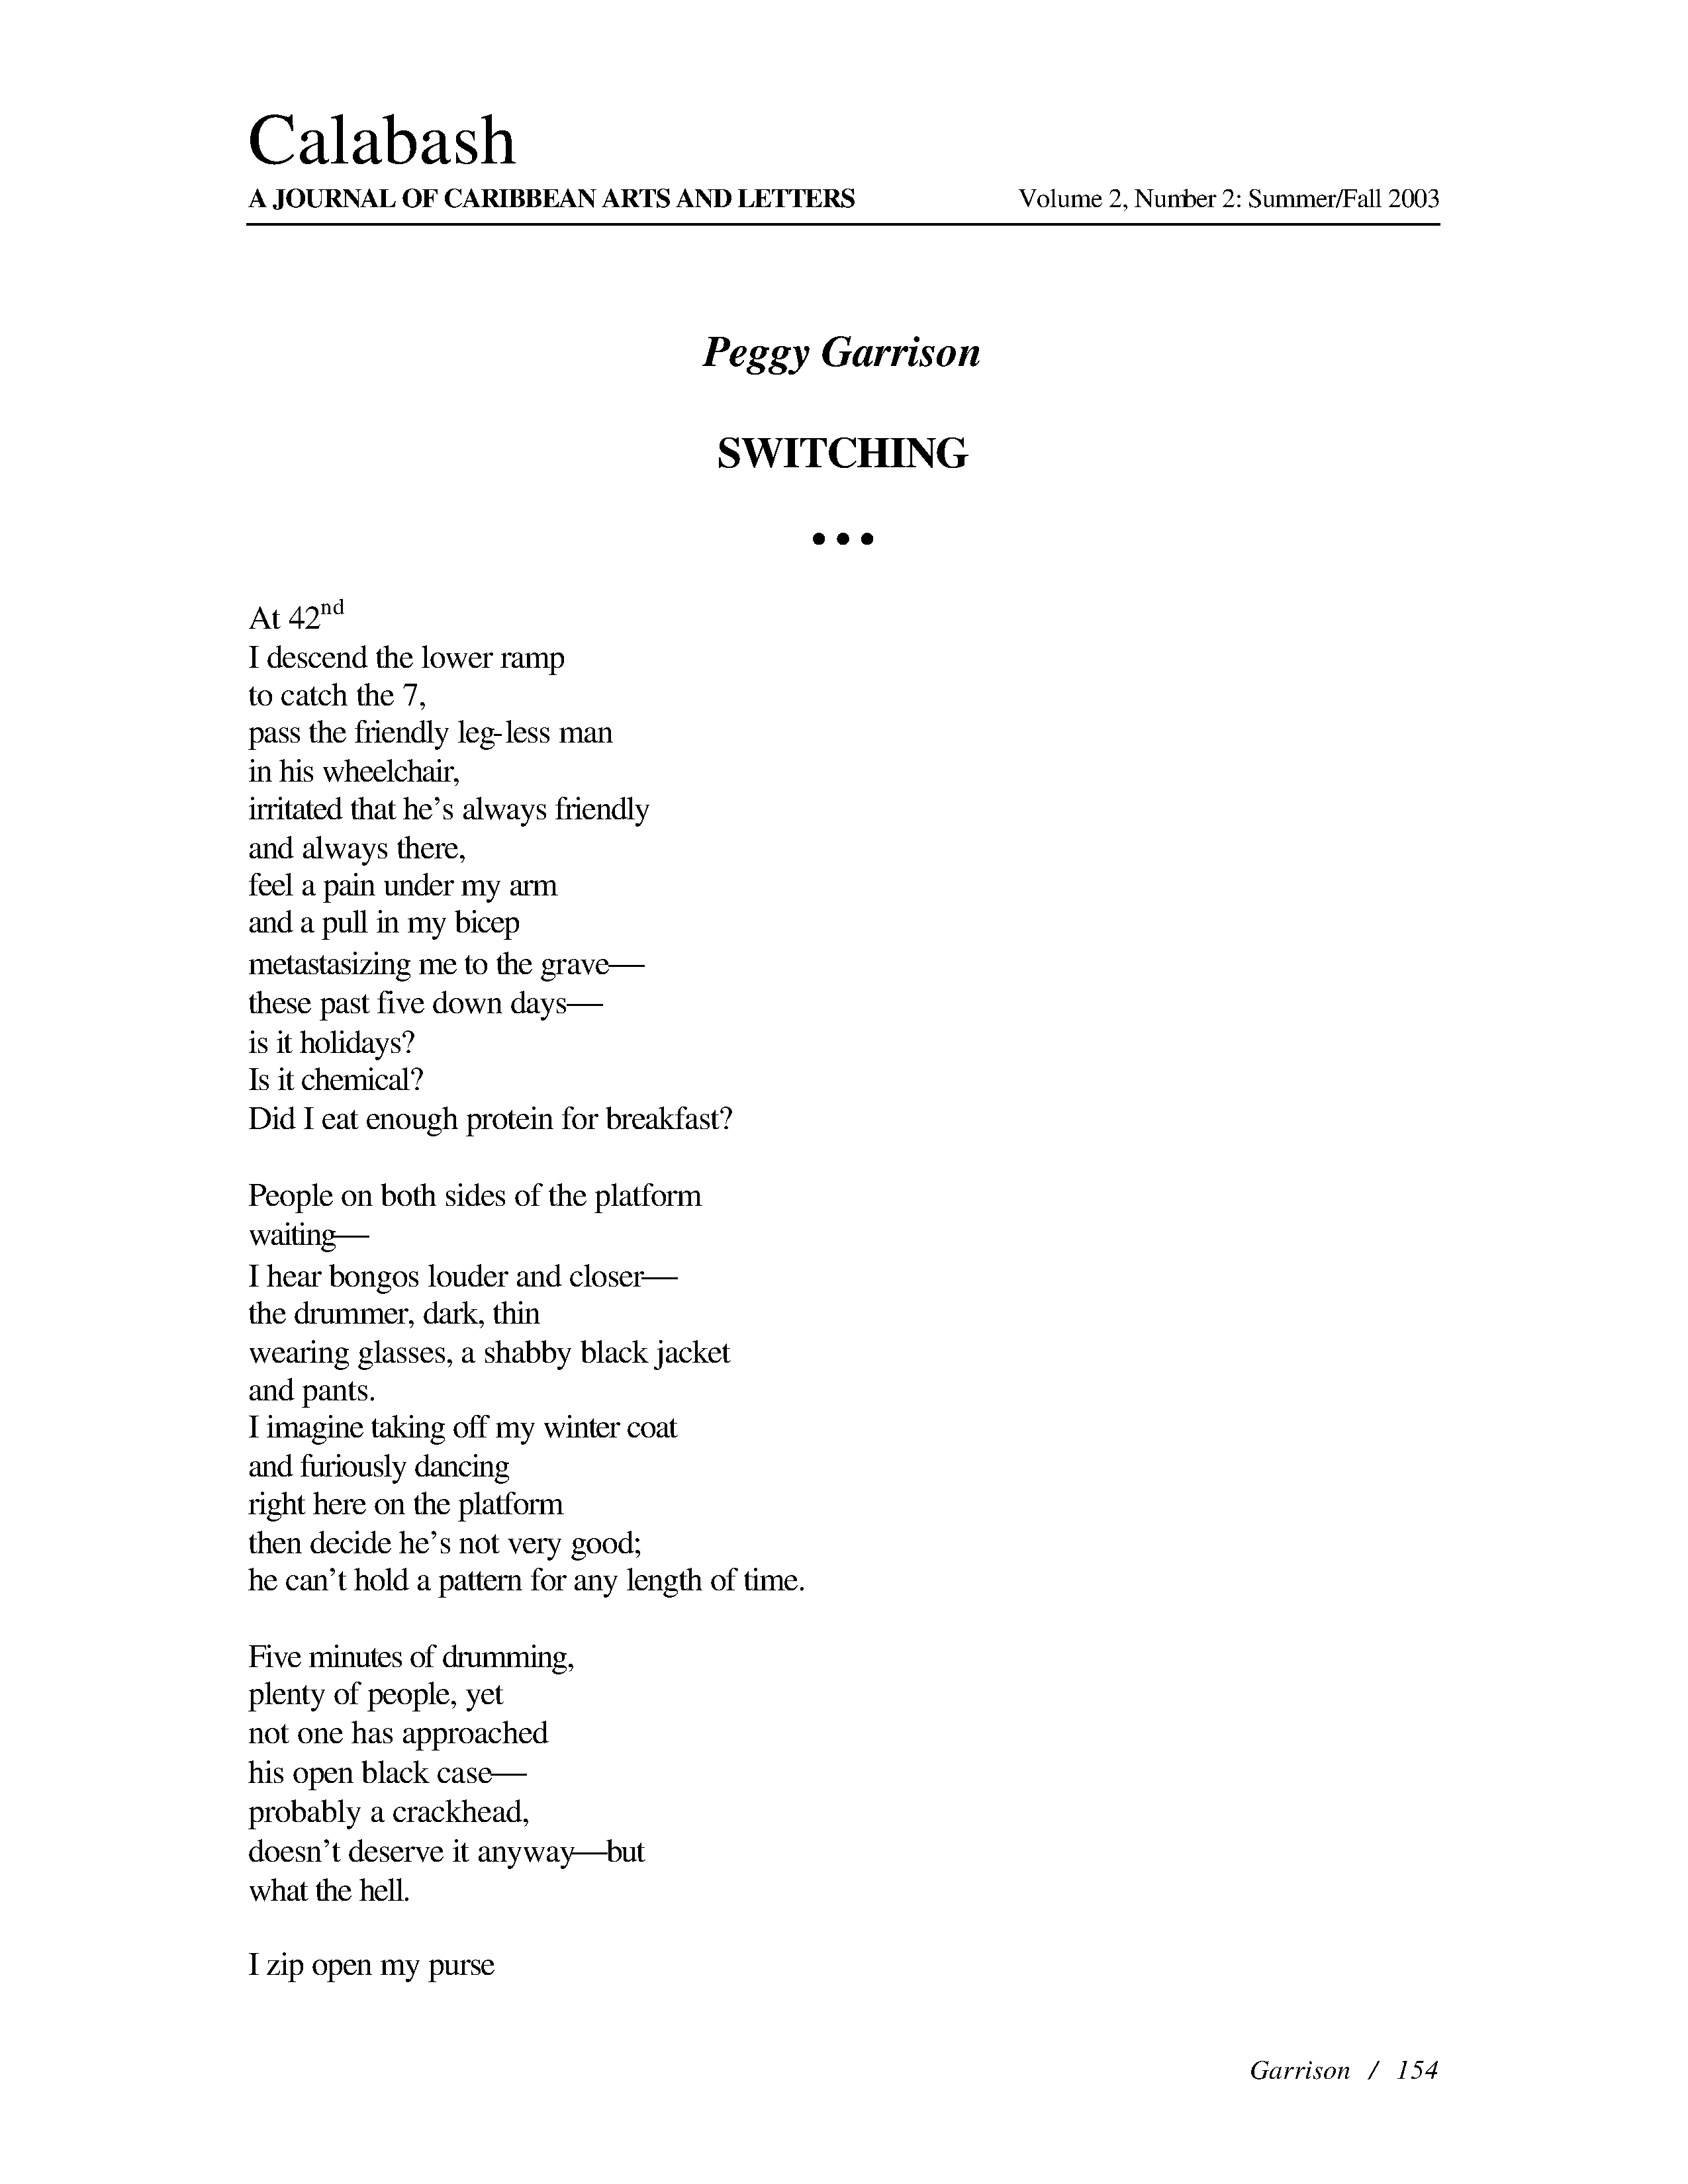 Calabash
A JOURNAL OF CARIBBEAN ARTS AND LETTERS Volume 2, Number 2: Summer/Fall 2003
Peggy Garrison
SWITCHING
• • •
At 42nd
I descend the lower ramp
to catch the 7,
pass the friendly leg-less man
in his wheelchair,
irritated that he’s always friendly
and always there,
feel a pain under my arm
and a pull in my bicep
metastasizing me to the grave—
these past five down days—
is it holidays?
Is it chemical?
Did I eat enough protein for breakfast?
People on both sides of the platform
waiting—
I hear bongos louder and closer—
the drummer, dark, thin
wearing glasses, a shabby black jacket
and pants.
I imagine taking off my winter coat
and furiously dancing
right here on the platform
then decide he’s not very good;
he can’t hold a pattern for any length of time.
Five minutes of drumming,
plenty of people, yet
not one has approached
his open black case—
probably a crackhead,
doesn’t deserve it anyway—but
what the hell.
I zip open my purse
Garrison / 154